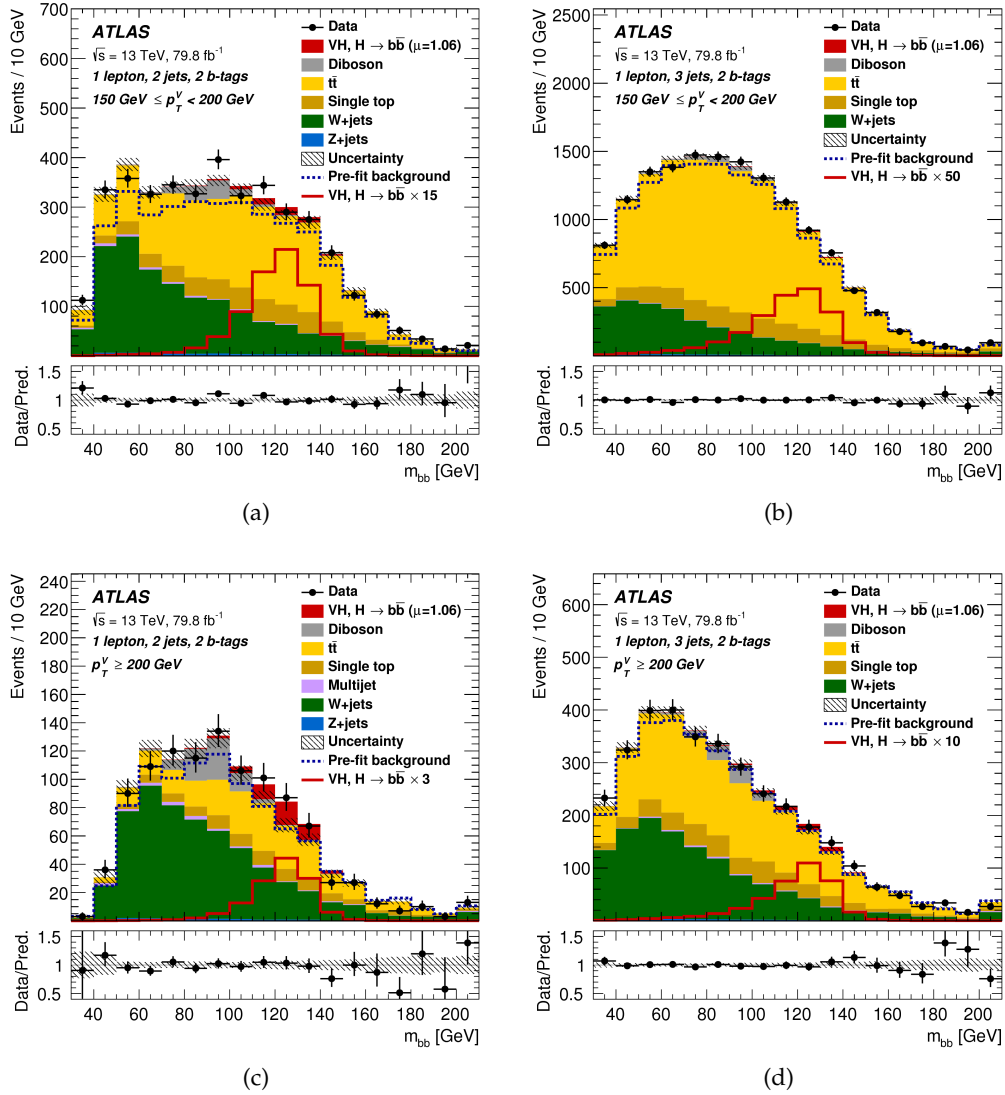 Events / 10 GeV
700
600
500
400
300
200
100
ATLAS
√s = 13 TeV, 79.8 fb⁻¹
1 lepton, 2 jets, 2 b-tags
150 GeV ≤ p_T^V < 200 GeV
Data
VH, H → bb̄ (μ=1.06)
Diboson
tt̄
Single top
W+jets
Z+jets
Uncertainty
Pre-fit background
VH, H → bb̄ × 15
Data/Pred.
1.5
1
0.5
40 60 80 100 120 140 160 180 200
m_bb [GeV]
(a)
Events / 10 GeV
2500
2000
1500
1000
500
ATLAS
√s = 13 TeV, 79.8 fb⁻¹
1 lepton, 3 jets, 2 b-tags
150 GeV ≤ p_T^V < 200 GeV
Data
VH, H → bb̄ (μ=1.06)
Diboson
tt̄
Single top
W+jets
Uncertainty
Pre-fit background
VH, H → bb̄ × 50
Data/Pred.
1.5
1
0.5
40 60 80 100 120 140 160 180 200
m_bb [GeV]
(b)
Events / 10 GeV
240
220
200
180
160
140
120
100
80
60
40
20
ATLAS
√s = 13 TeV, 79.8 fb⁻¹
1 lepton, 2 jets, 2 b-tags
p_T^V ≥ 200 GeV
Data
VH, H → bb̄ (μ=1.06)
Diboson
tt̄
Single top
Multijet
W+jets
Z+jets
Uncertainty
Pre-fit background
VH, H → bb̄ × 3
Data/Pred.
1.5
1
0.5
40 60 80 100 120 140 160 180 200
m_bb [GeV]
(c)
Events / 10 GeV
600
500
400
300
200
100
ATLAS
√s = 13 TeV, 79.8 fb⁻¹
1 lepton, 3 jets, 2 b-tags
p_T^V ≥ 200 GeV
Data
VH, H → bb̄ (μ=1.06)
Diboson
tt̄
Single top
W+jets
Uncertainty
Pre-fit background
VH, H → bb̄ × 10
Data/Pred.
1.5
1
0.5
40 60 80 100 120 140 160 180 200
m_bb [GeV]
(d)